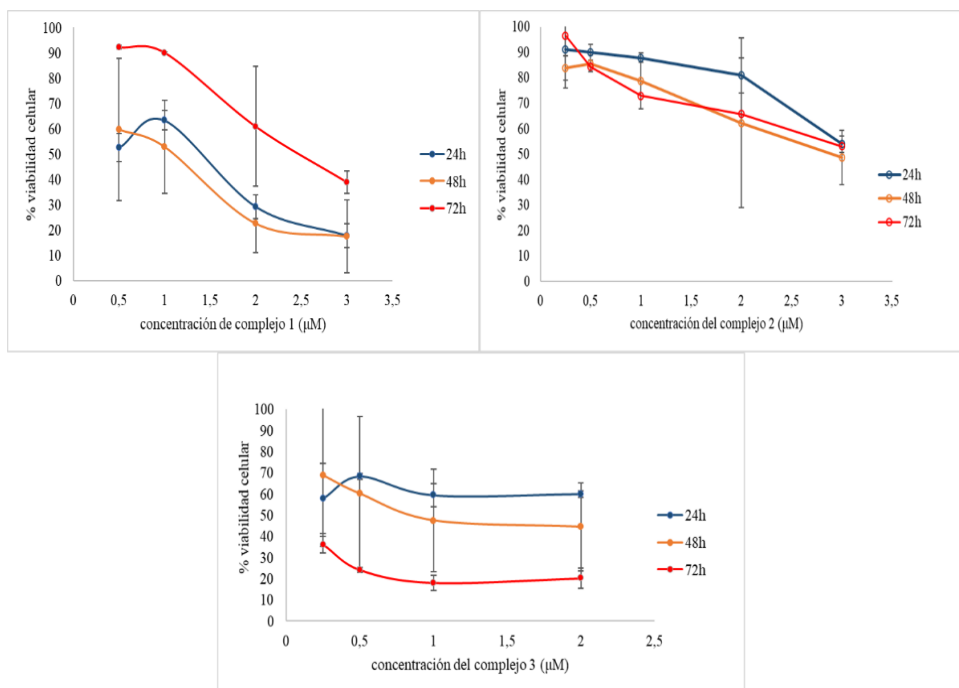 100
90
80
70
60
50
40
30
20
10
0
% viabilidad celular
0 0,5 1 1,5 2 2,5 3 3,5
concentración de complejo 1 (μM)
24h
48h
72h
100
90
80
70
60
50
40
30
20
10
0
% viabilidad celular
0 0,5 1 1,5 2 2,5 3 3,5
concentración del complejo 2 (μM)
24h
48h
72h
100
90
80
70
60
50
40
30
20
10
0
% viabilidad celular
0 0,5 1 1,5 2 2,5
concentración del complejo 3 (μM)
24h
48h
72h